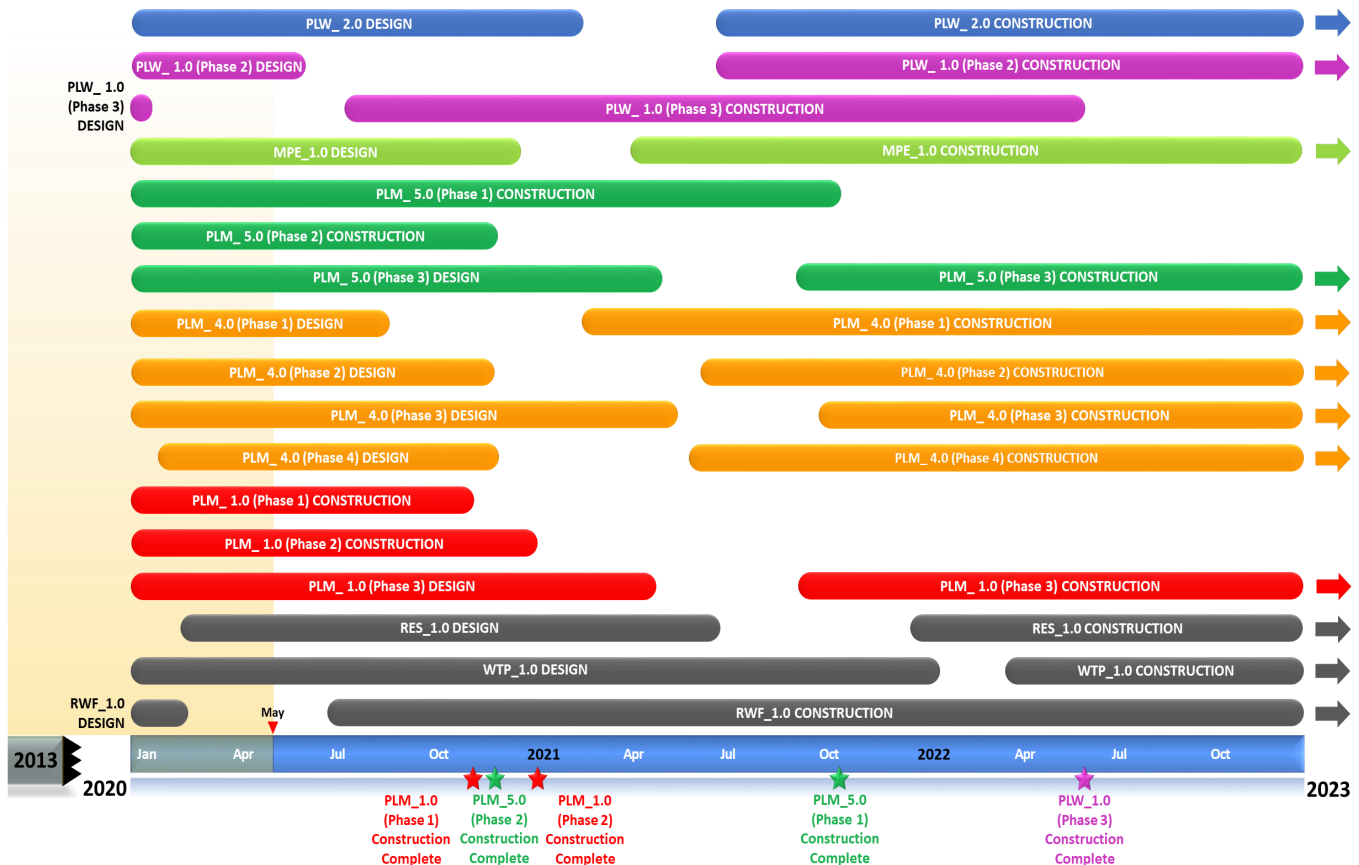 PLW_ 2.0 DESIGN
PLW_ 2.0 CONSTRUCTION
PLW_ 1.0 (Phase 2) DESIGN
PLW_ 1.0 (Phase 2) CONSTRUCTION
PLW_ 1.0
(Phase 3)
DESIGN
PLW_ 1.0 (Phase 3) CONSTRUCTION
MPE_1.0 DESIGN
MPE_1.0 CONSTRUCTION
PLM_ 5.0 (Phase 1) CONSTRUCTION
PLM_ 5.0 (Phase 2) CONSTRUCTION
PLM_ 5.0 (Phase 3) DESIGN
PLM_ 5.0 (Phase 3) CONSTRUCTION
PLM_ 4.0 (Phase 1) DESIGN
PLM_ 4.0 (Phase 1) CONSTRUCTION
PLM_ 4.0 (Phase 2) DESIGN
PLM_ 4.0 (Phase 2) CONSTRUCTION
PLM_ 4.0 (Phase 3) DESIGN
PLM_ 4.0 (Phase 3) CONSTRUCTION
PLM_ 4.0 (Phase 4) DESIGN
PLM_ 4.0 (Phase 4) CONSTRUCTION
PLM_ 1.0 (Phase 1) CONSTRUCTION
PLM_ 1.0 (Phase 2) CONSTRUCTION
PLM_ 1.0 (Phase 3) DESIGN
PLM_ 1.0 (Phase 3) CONSTRUCTION
RES_1.0 DESIGN
RES_1.0 CONSTRUCTION
WTP_1.0 DESIGN
WTP_1.0 CONSTRUCTION
RWF_1.0
DESIGN
RWF_1.0 CONSTRUCTION
May
2013
2020
Jan Apr Jul Oct 2021 Apr Jul Oct 2022 Apr Jul Oct
2023
PLM_1.0
(Phase 1)
Construction
Complete
PLM_5.0
(Phase 2)
Construction
Complete
PLM_1.0
(Phase 2)
Construction
Complete
PLM_5.0
(Phase 1)
Construction
Complete
PLW_1.0
(Phase 3)
Construction
Complete